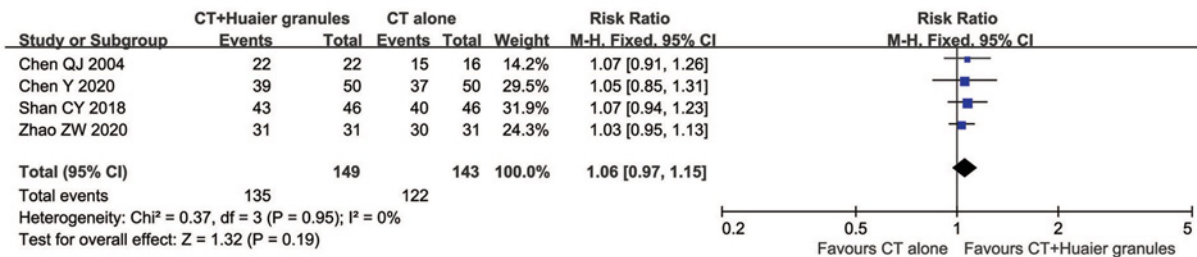 CT+Huaier granules CT alone Risk Ratio Risk Ratio
Study or Subgroup Events Total Events Total Weight M-H. Fixed. 95% CI M-H. Fixed. 95% CI
Chen QJ 2004 22 22 15 16 14.2% 1.07 [0.91, 1.26]
Chen Y 2020 39 50 37 50 29.5% 1.05 [0.85, 1.31]
Shan CY 2018 43 46 40 46 31.9% 1.07 [0.94, 1.23]
Zhao ZW 2020 31 31 30 31 24.3% 1.03 [0.95, 1.13]
Total (95% CI) 149 143 100.0% 1.06 [0.97, 1.15]
Total events 135 122
Heterogeneity: Chi² = 0.37, df = 3 (P = 0.95); I² = 0%
Test for overall effect: Z = 1.32 (P = 0.19)
0.2 0.5 1 2 5
Favours CT alone Favours CT+Huaier granules